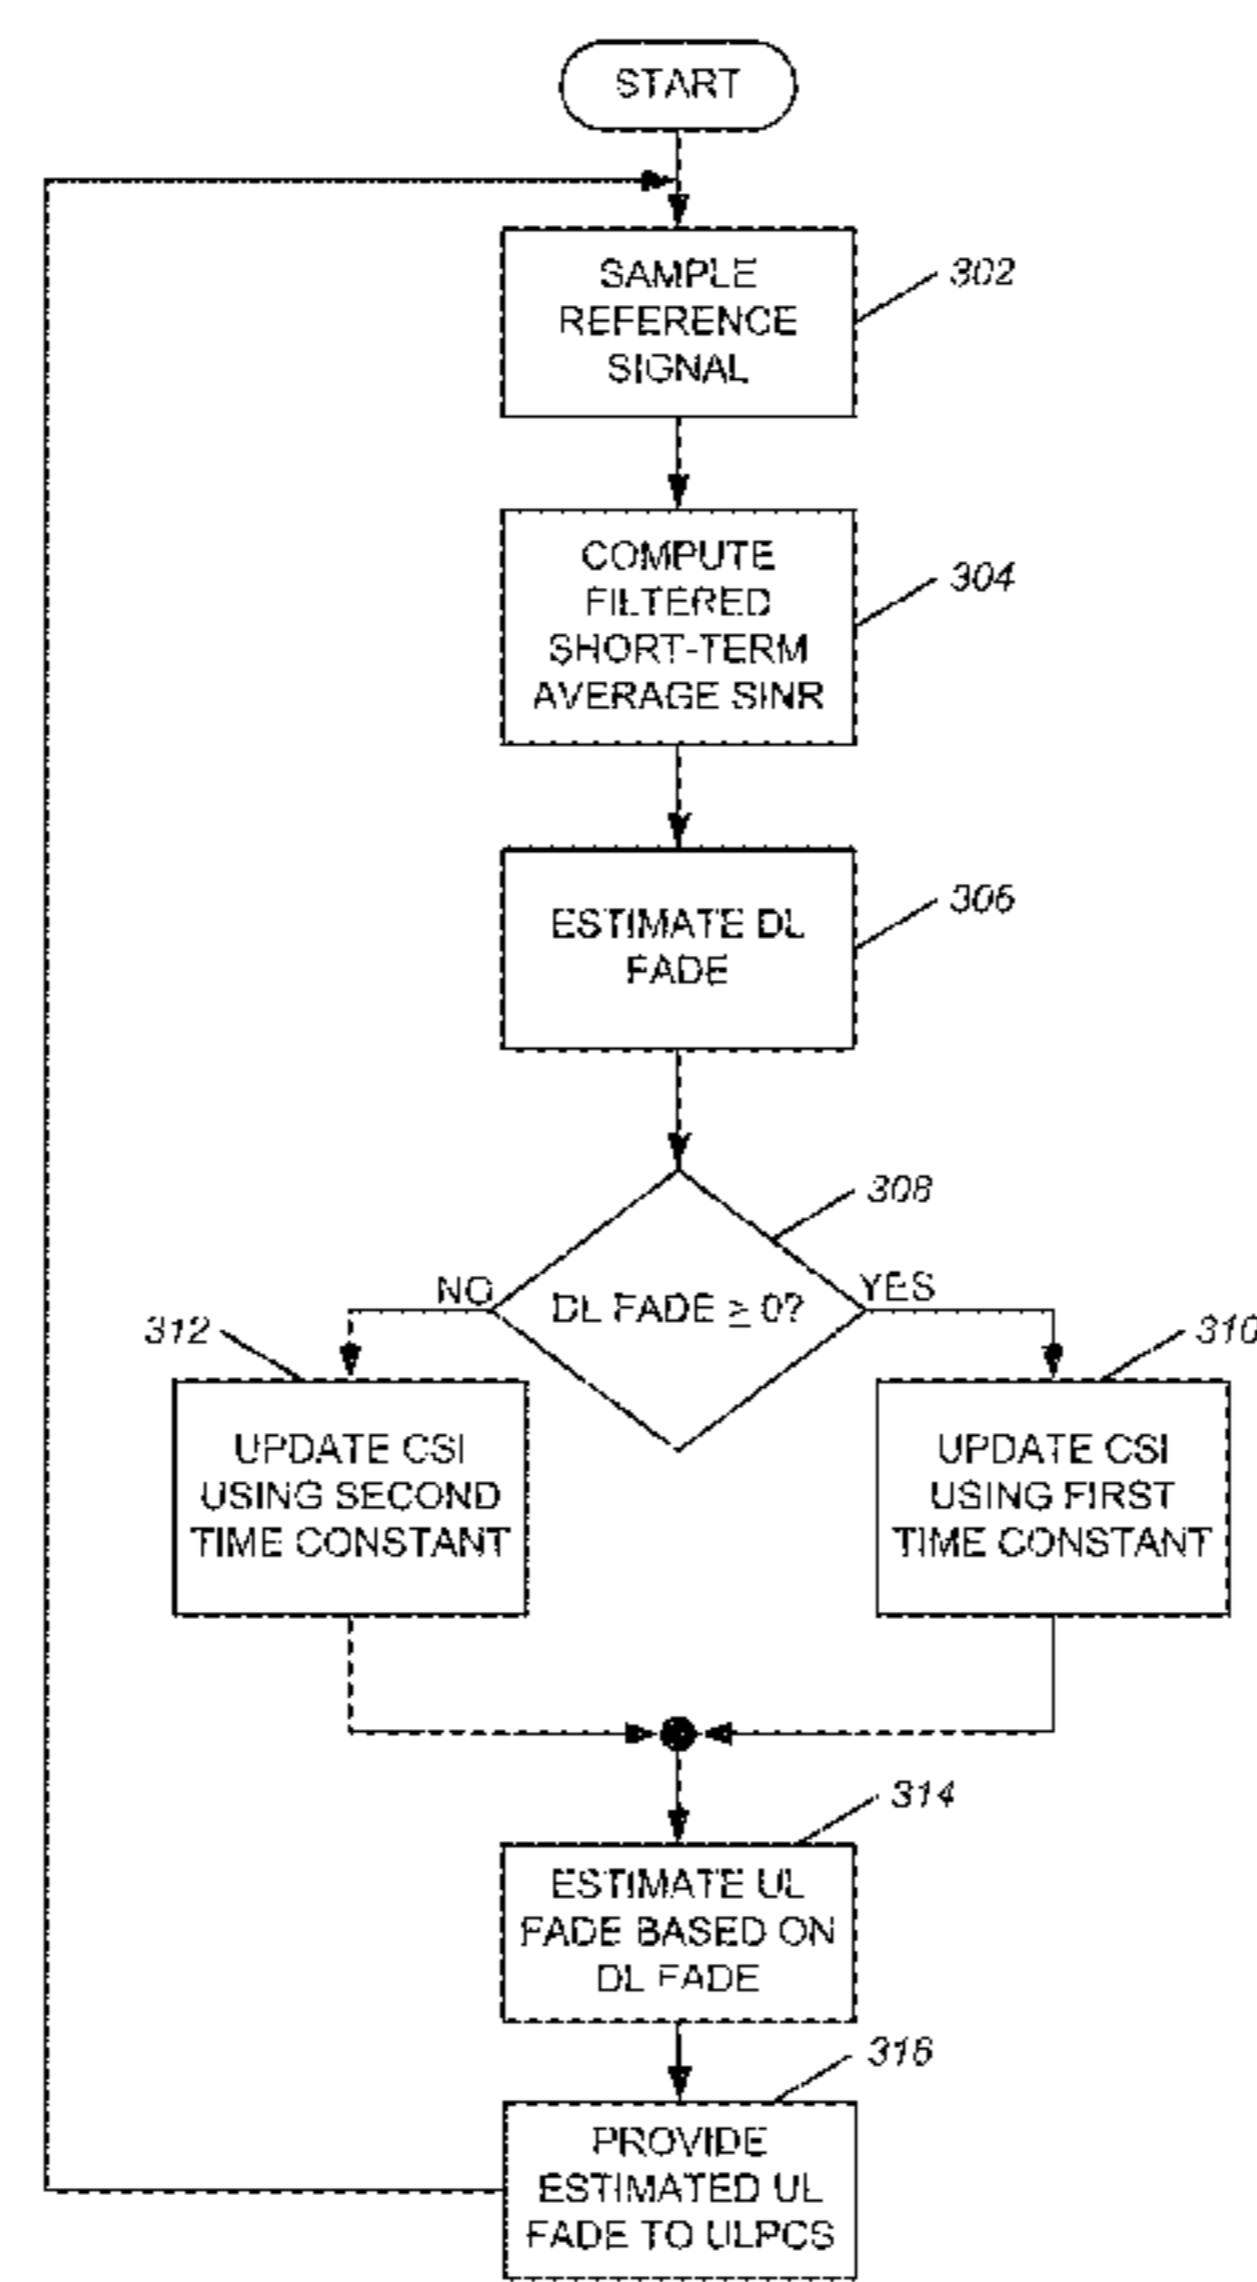 START
SAMPLE
REFERENCE
SIGNAL
302
COMPUTE
FILTERED
SHORT-TERM
AVERAGE SINR
304
ESTIMATE DL
FADE
306
308
NO
DL FADE ≥ 0?
YES
312
310
UPDATE CSI
USING SECOND
TIME CONSTANT
UPDATE CSI
USING FIRST
TIME CONSTANT
314
ESTIMATE UL
FADE BASED ON
DL FADE
316
PROVIDE
ESTIMATED UL
FADE TO ULPCS